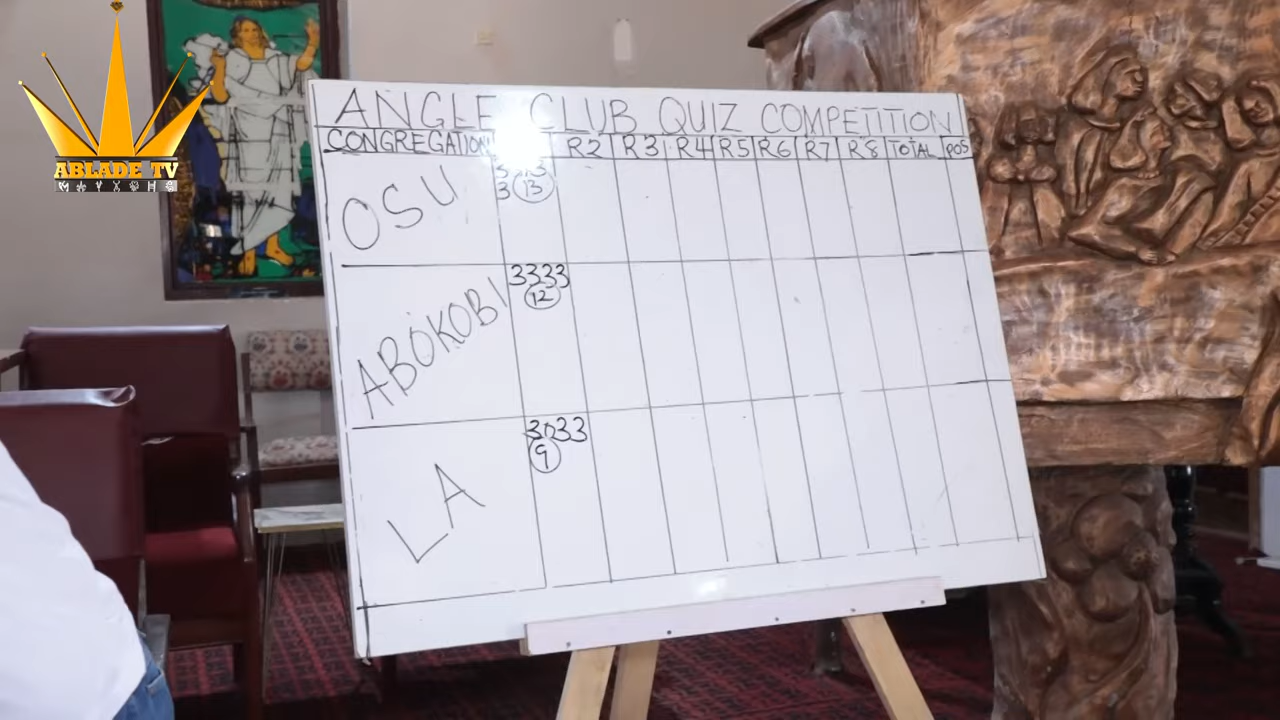 ABLADE TV
ANGLE CLUB QUIZ COMPETITION
CONGREGATION R2 R3 R4 R5 R6 R7 R8 TOTAL POS
OSU
3 13
ABOKOBI 3333
12
LA 3033
9